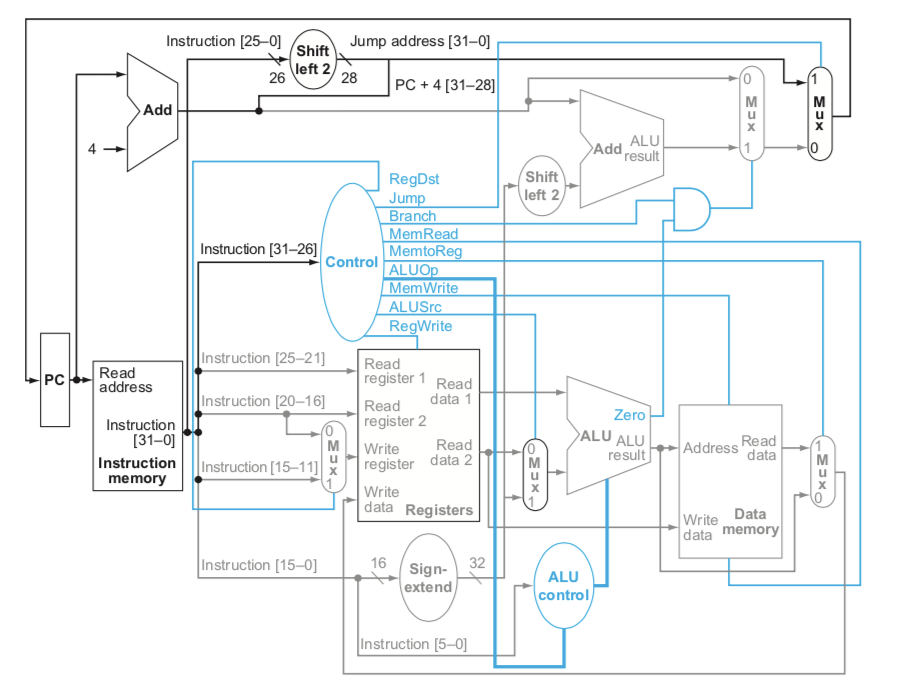 Instruction [25–0]
Shift
left 2
Jump address [31–0]
26
28
PC + 4 [31–28]
Add
4
0
M
u
x
1
1
M
u
x
0
Add
ALU
result
Shift
left 2
RegDst
Jump
Branch
MemRead
MemtoReg
ALUOp
MemWrite
ALUSrc
RegWrite
Control
Instruction [31–26]
PC
Read
address
Instruction
[31–0]
Instruction
memory
Instruction [25–21]
Instruction [20–16]
Instruction [15–11]
0
M
u
x
1
Read
register 1
Read
register 2
Write
register
Write
data
Read
data 1
Read
data 2
Registers
0
M
u
x
1
Zero
ALU
ALU
result
Address
Read
data
Write
data
Data
memory
1
M
u
x
0
Instruction [15–0]
16
Sign-
extend
32
ALU
control
Instruction [5–0]